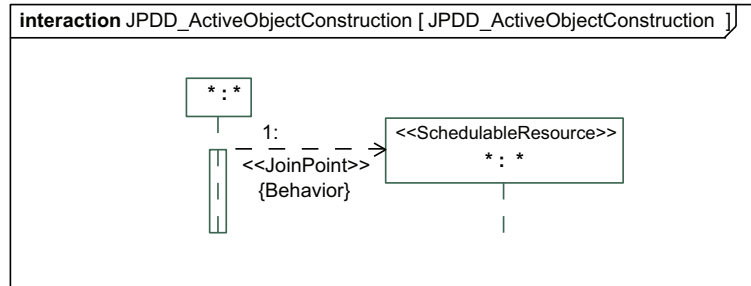 interaction JPDD_ActiveObjectConstruction [ JPDD_ActiveObjectConstruction ]
* : *
1:
<<JoinPoint>>
{Behavior}
<<SchedulableResource>>
* : *